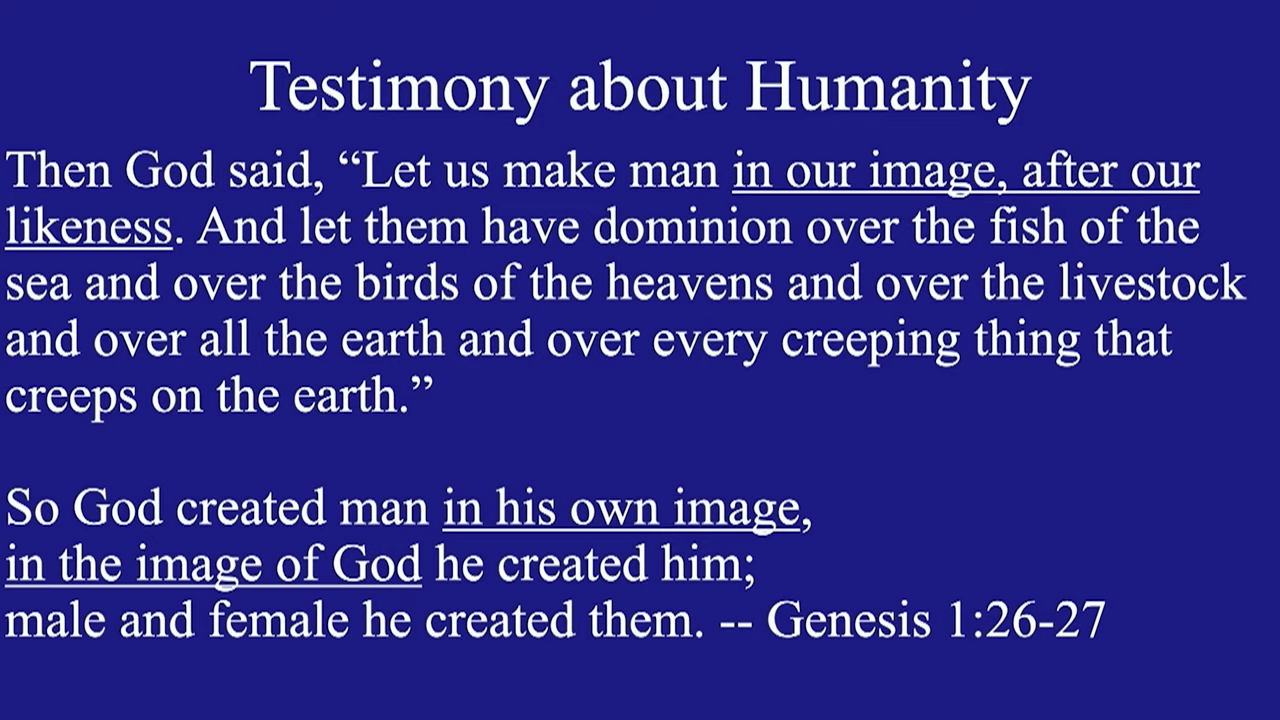 Testimony about Humanity
Then God said, “Let us make man in our image, after our
likeness. And let them have dominion over the fish of the
sea and over the birds of the heavens and over the livestock
and over all the earth and over every creeping thing that
creeps on the earth.”
So God created man in his own image,
in the image of God he created him;
male and female he created them. -- Genesis 1:26-27